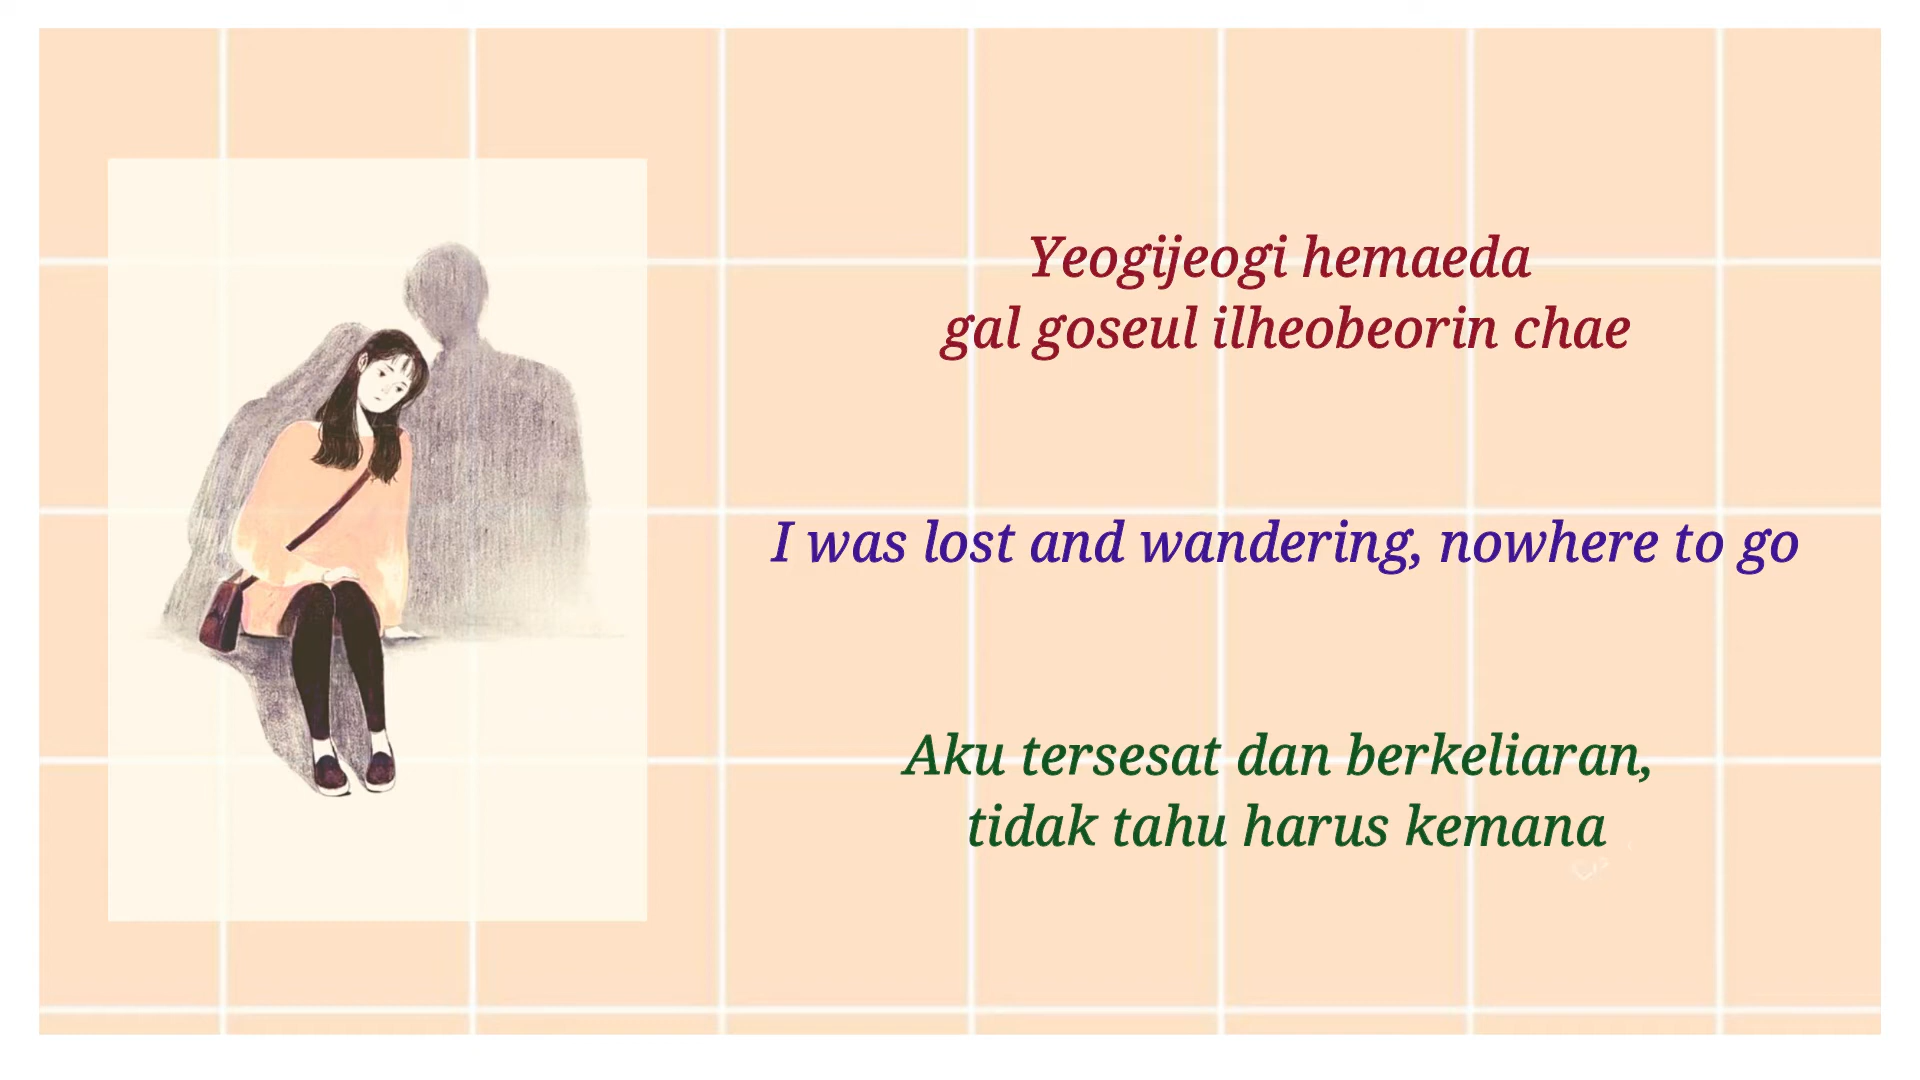 Yeogijeogi hemaeda
gal goseul ilheobeorin chae
I was lost and wandering, nowhere to go
Aku tersesat dan berkeliaran,
tidak tahu harus kemana